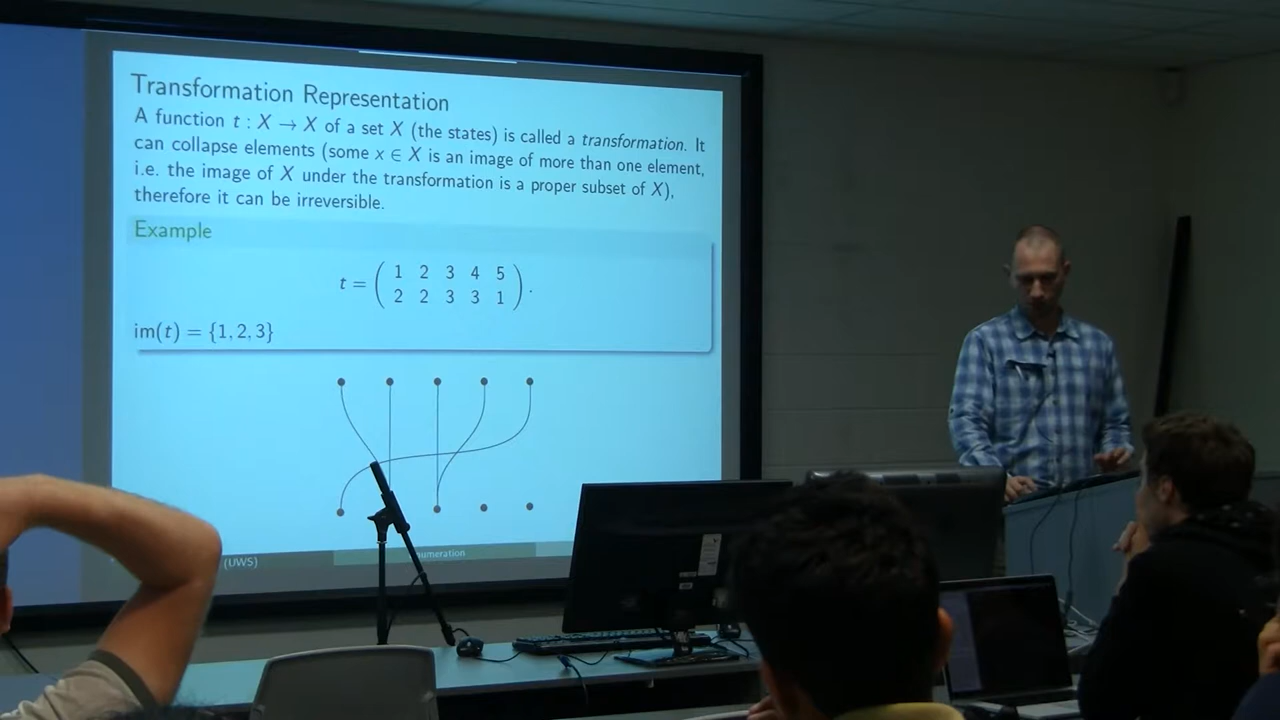 Transformation Representation
A function t : X → X of a set X (the states) is called a transformation. It
can collapse elements (some x ∈ X is an image of more than one element,
i.e. the image of X under the transformation is a proper subset of X),
therefore it can be irreversible.
Example
t = ( 1 2 3 4 5
2 2 3 3 1 ) .
im(t) = {1, 2, 3}
(UWS)